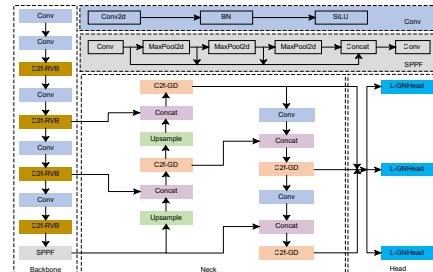 Conv
Conv
C2f-RVB
Conv
C2f-RVB
Conv
C2f-RVB
Conv
C2f-RVB
SPPF
Backbone
Conv2d
BN
SiLU
Conv
Conv
MaxPool2d
MaxPool2d
MaxPool2d
Concat
Conv
SPPF
C2f-GD
Concat
Upsample
C2f-GD
Concat
Upsample
Conv
Concat
C2f-GD
Conv
Concat
C2f-GD
Neck
L-GNHead
L-GNHead
L-GNHead
Head